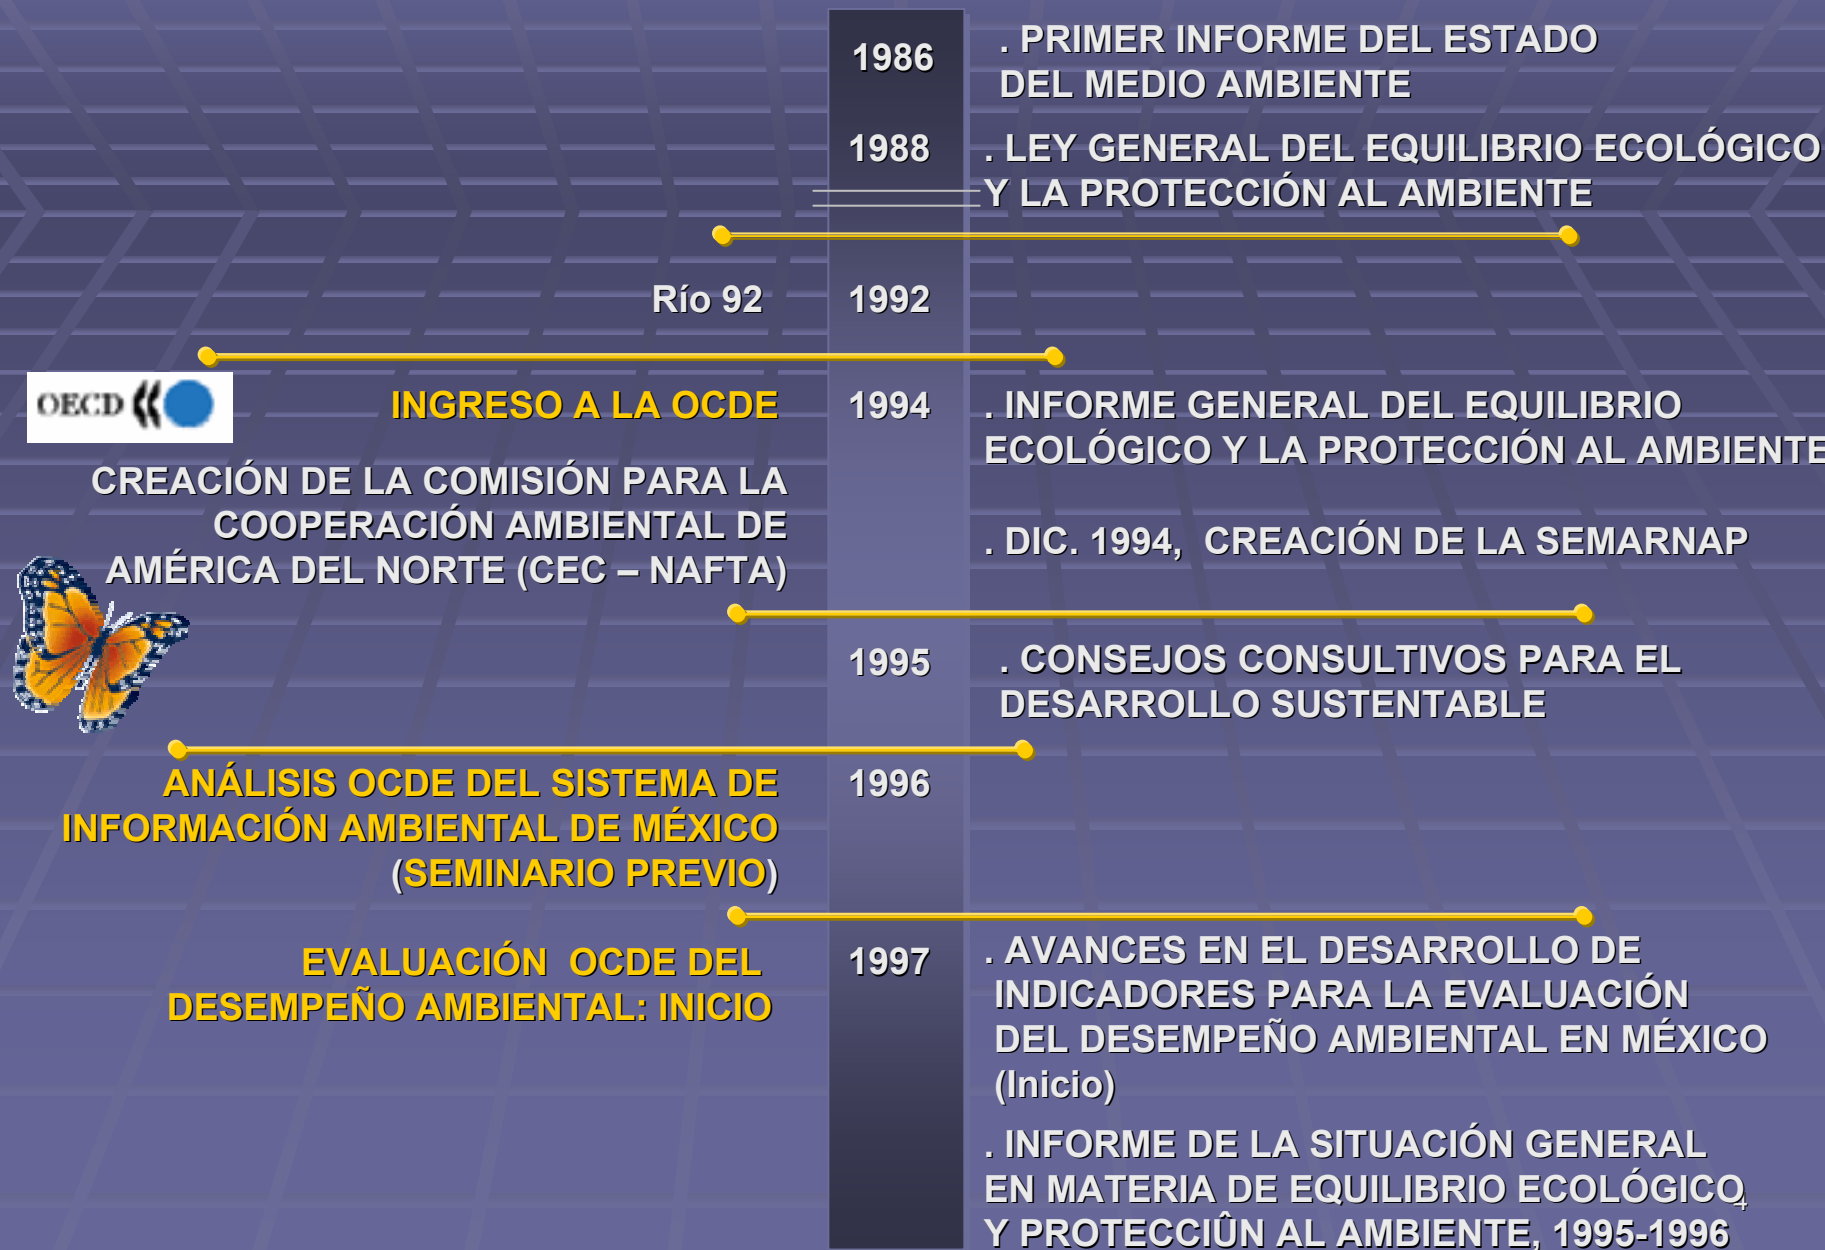 1986
. PRIMER INFORME DEL ESTADO
DEL MEDIO AMBIENTE
1988
. LEY GENERAL DEL EQUILIBRIO ECOLÓGICO
Y LA PROTECCIÓN AL AMBIENTE
Río 92
1992
OECD
INGRESO A LA OCDE
CREACIÓN DE LA COMISIÓN PARA LA
COOPERACIÓN AMBIENTAL DE
AMÉRICA DEL NORTE (CEC – NAFTA)
1994
. INFORME GENERAL DEL EQUILIBRIO
ECOLÓGICO Y LA PROTECCIÓN AL AMBIENTE
. DIC. 1994, CREACIÓN DE LA SEMARNAP
1995
. CONSEJOS CONSULTIVOS PARA EL
DESARROLLO SUSTENTABLE
ANÁLISIS OCDE DEL SISTEMA DE
INFORMACIÓN AMBIENTAL DE MÉXICO
(SEMINARIO PREVIO)
1996
EVALUACIÓN OCDE DEL
DESEMPEÑO AMBIENTAL: INICIO
1997
. AVANCES EN EL DESARROLLO DE
INDICADORES PARA LA EVALUACIÓN
DEL DESEMPEÑO AMBIENTAL EN MÉXICO
(Inicio)
. INFORME DE LA SITUACIÓN GENERAL
EN MATERIA DE EQUILIBRIO ECOLÓGICO
Y PROTECCIÛN AL AMBIENTE, 1995-1996
4